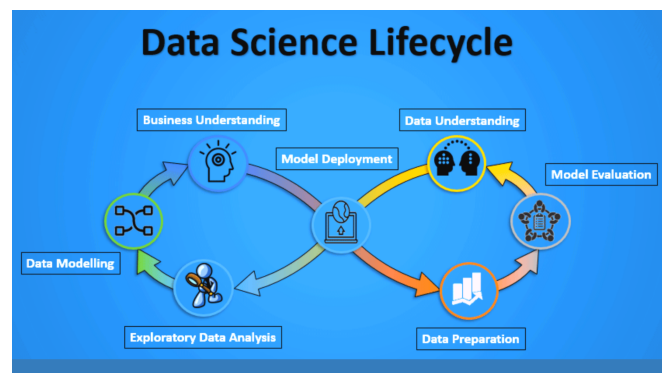 Data Science Lifecycle
Business Understanding
Data Understanding
Model Deployment
Model Evaluation
Data Modelling
Exploratory Data Analysis
Data Preparation